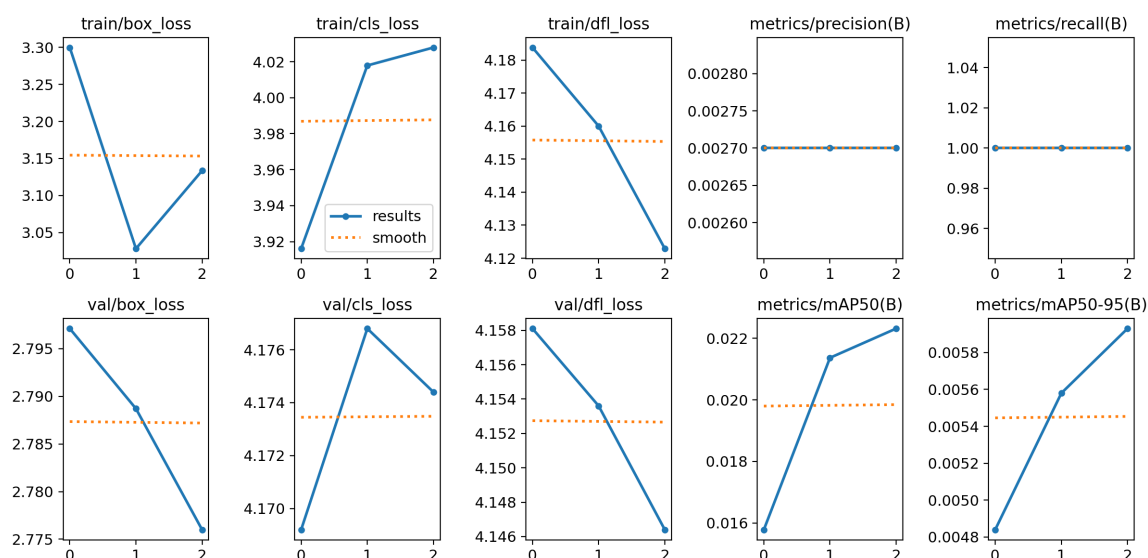 train/box_loss
3.30
3.25
3.20
3.15
3.10
3.05
0 1 2
train/cls_loss
4.02
4.00
3.98
3.96
3.94
3.92
results
smooth
0 1 2
train/dfl_loss
4.18
4.17
4.16
4.15
4.14
4.13
4.12
0 1 2
metrics/precision(B)
0.00280
0.00275
0.00270
0.00265
0.00260
0 1 2
metrics/recall(B)
1.04
1.02
1.00
0.98
0.96
0 1 2
val/box_loss
2.795
2.790
2.785
2.780
2.775
0 1 2
val/cls_loss
4.176
4.174
4.172
4.170
0 1 2
val/dfl_loss
4.158
4.156
4.154
4.152
4.150
4.148
4.146
0 1 2
metrics/mAP50(B)
0.022
0.020
0.018
0.016
0 1 2
metrics/mAP50-95(B)
0.0058
0.0056
0.0054
0.0052
0.0050
0.0048
0 1 2